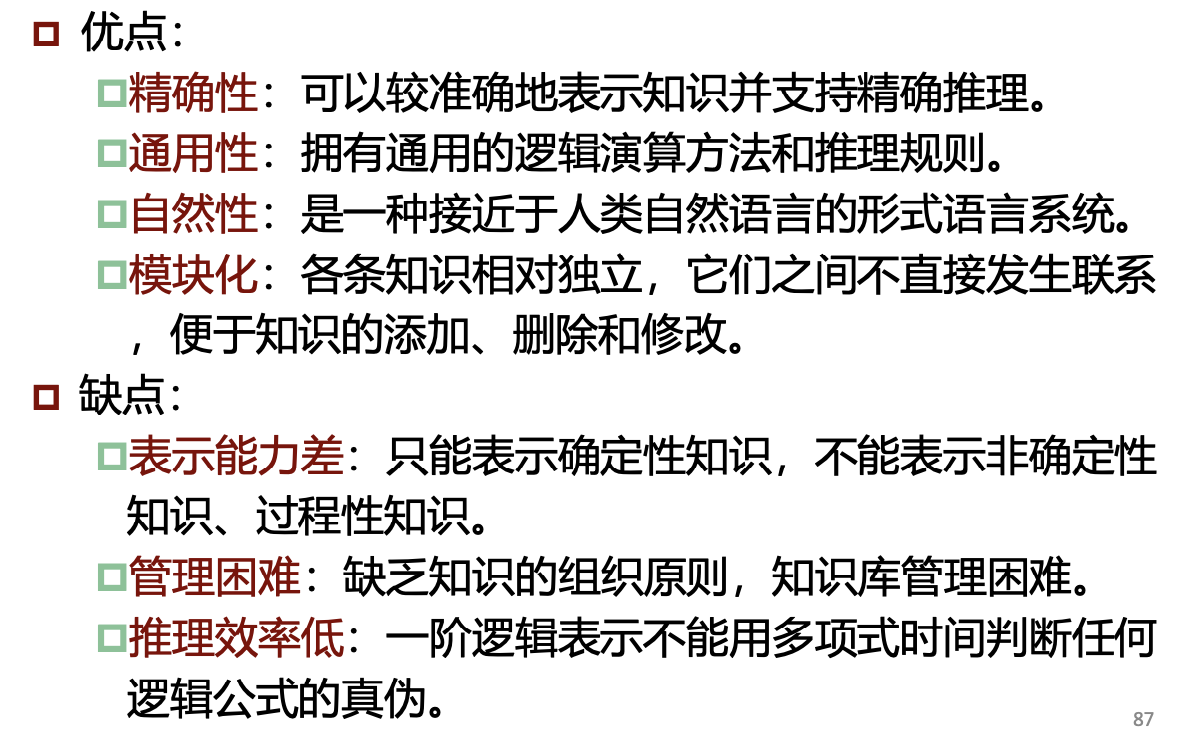 优点：
精确性：可以较准确地表示知识并支持精确推理。
通用性：拥有通用的逻辑演算方法和推理规则。
自然性：是一种接近于人类自然语言的形式语言系统。
模块化：各条知识相对独立，它们之间不直接发生联系
，便于知识的添加、删除和修改。
缺点：
表示能力差：只能表示确定性知识，不能表示非确定性
知识、过程性知识。
管理困难：缺乏知识的组织原则，知识库管理困难。
推理效率低：一阶逻辑表示不能用多项式时间判断任何
逻辑公式的真伪。
87